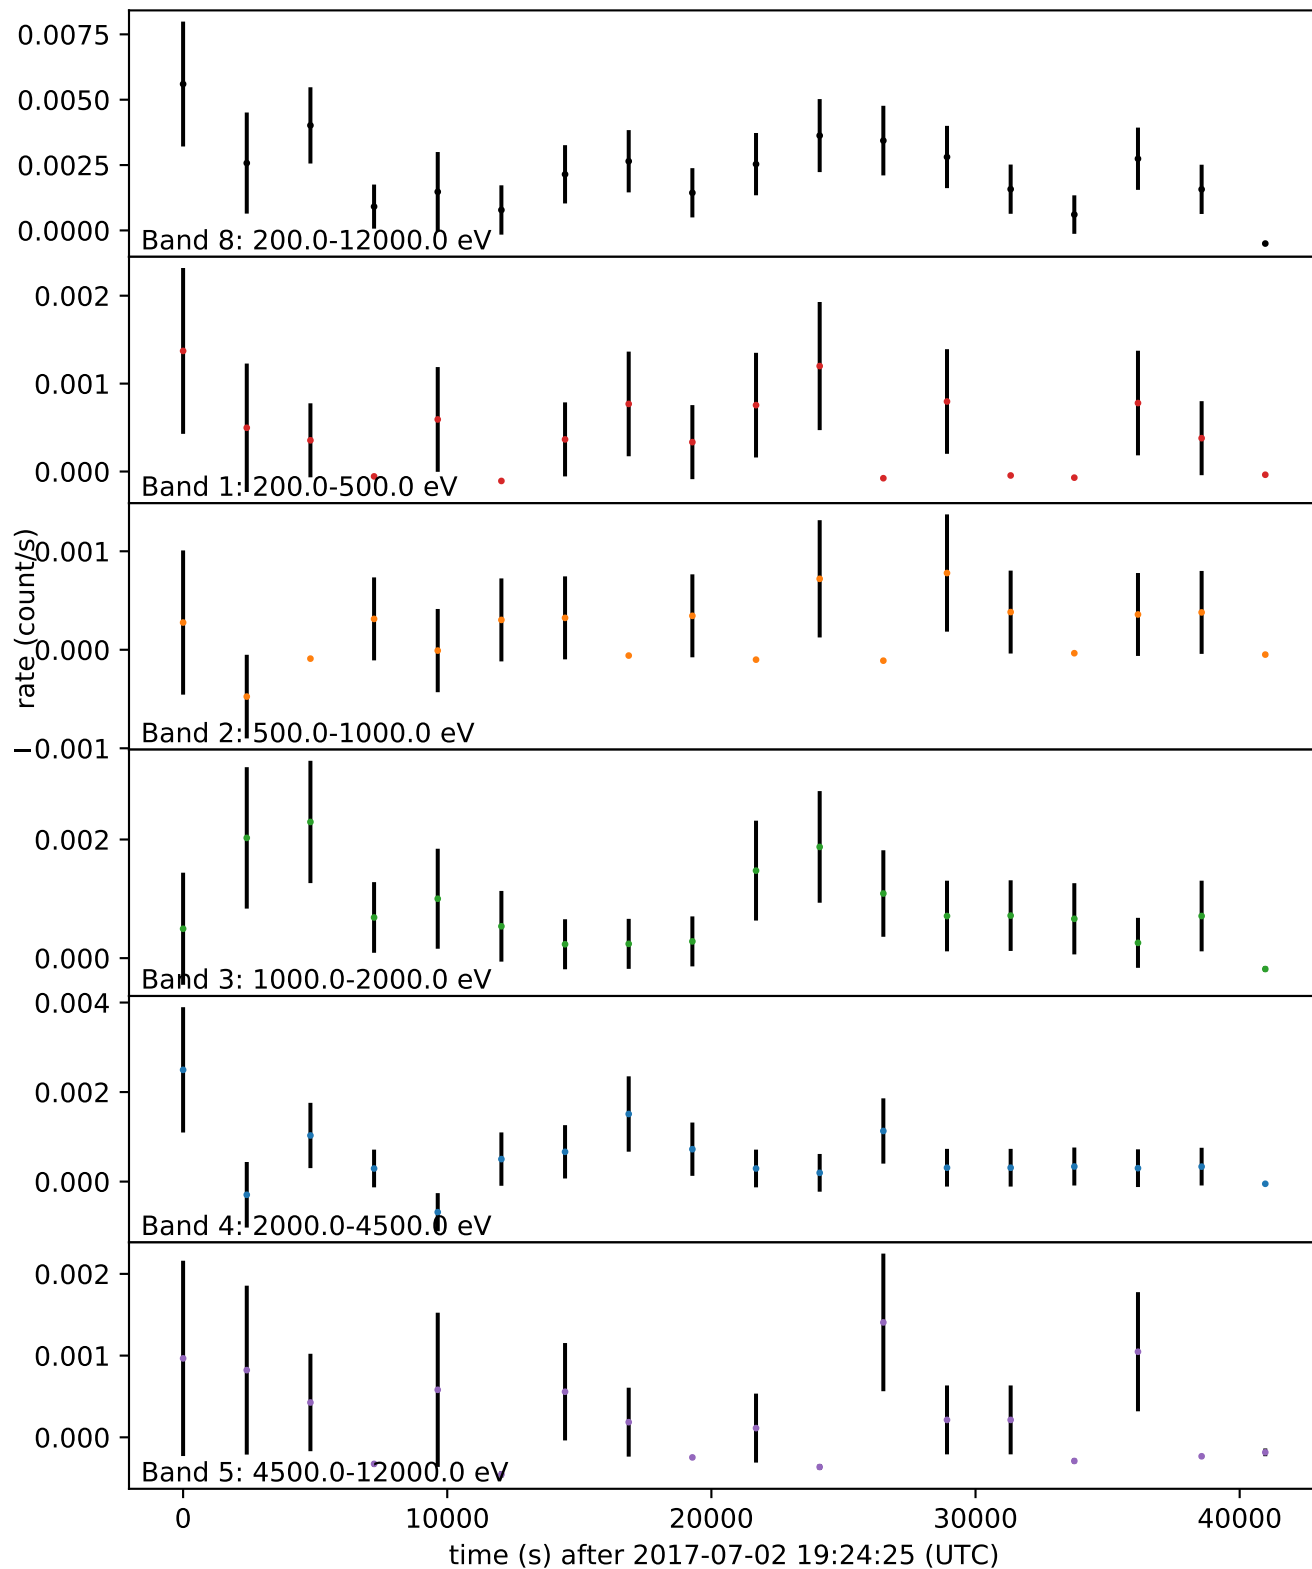 0.0075
0.0050
0.0025
0.0000
Band 8: 200.0-12000.0 eV
0.002
0.001
0.000
Band 1: 200.0-500.0 eV
rate (count/s)
0.001
0.000
−0.001
Band 2: 500.0-1000.0 eV
0.002
0.000
Band 3: 1000.0-2000.0 eV
0.004
0.002
0.000
Band 4: 2000.0-4500.0 eV
0.002
0.001
0.000
Band 5: 4500.0-12000.0 eV
0 10000 20000 30000 40000
time (s) after 2017-07-02 19:24:25 (UTC)